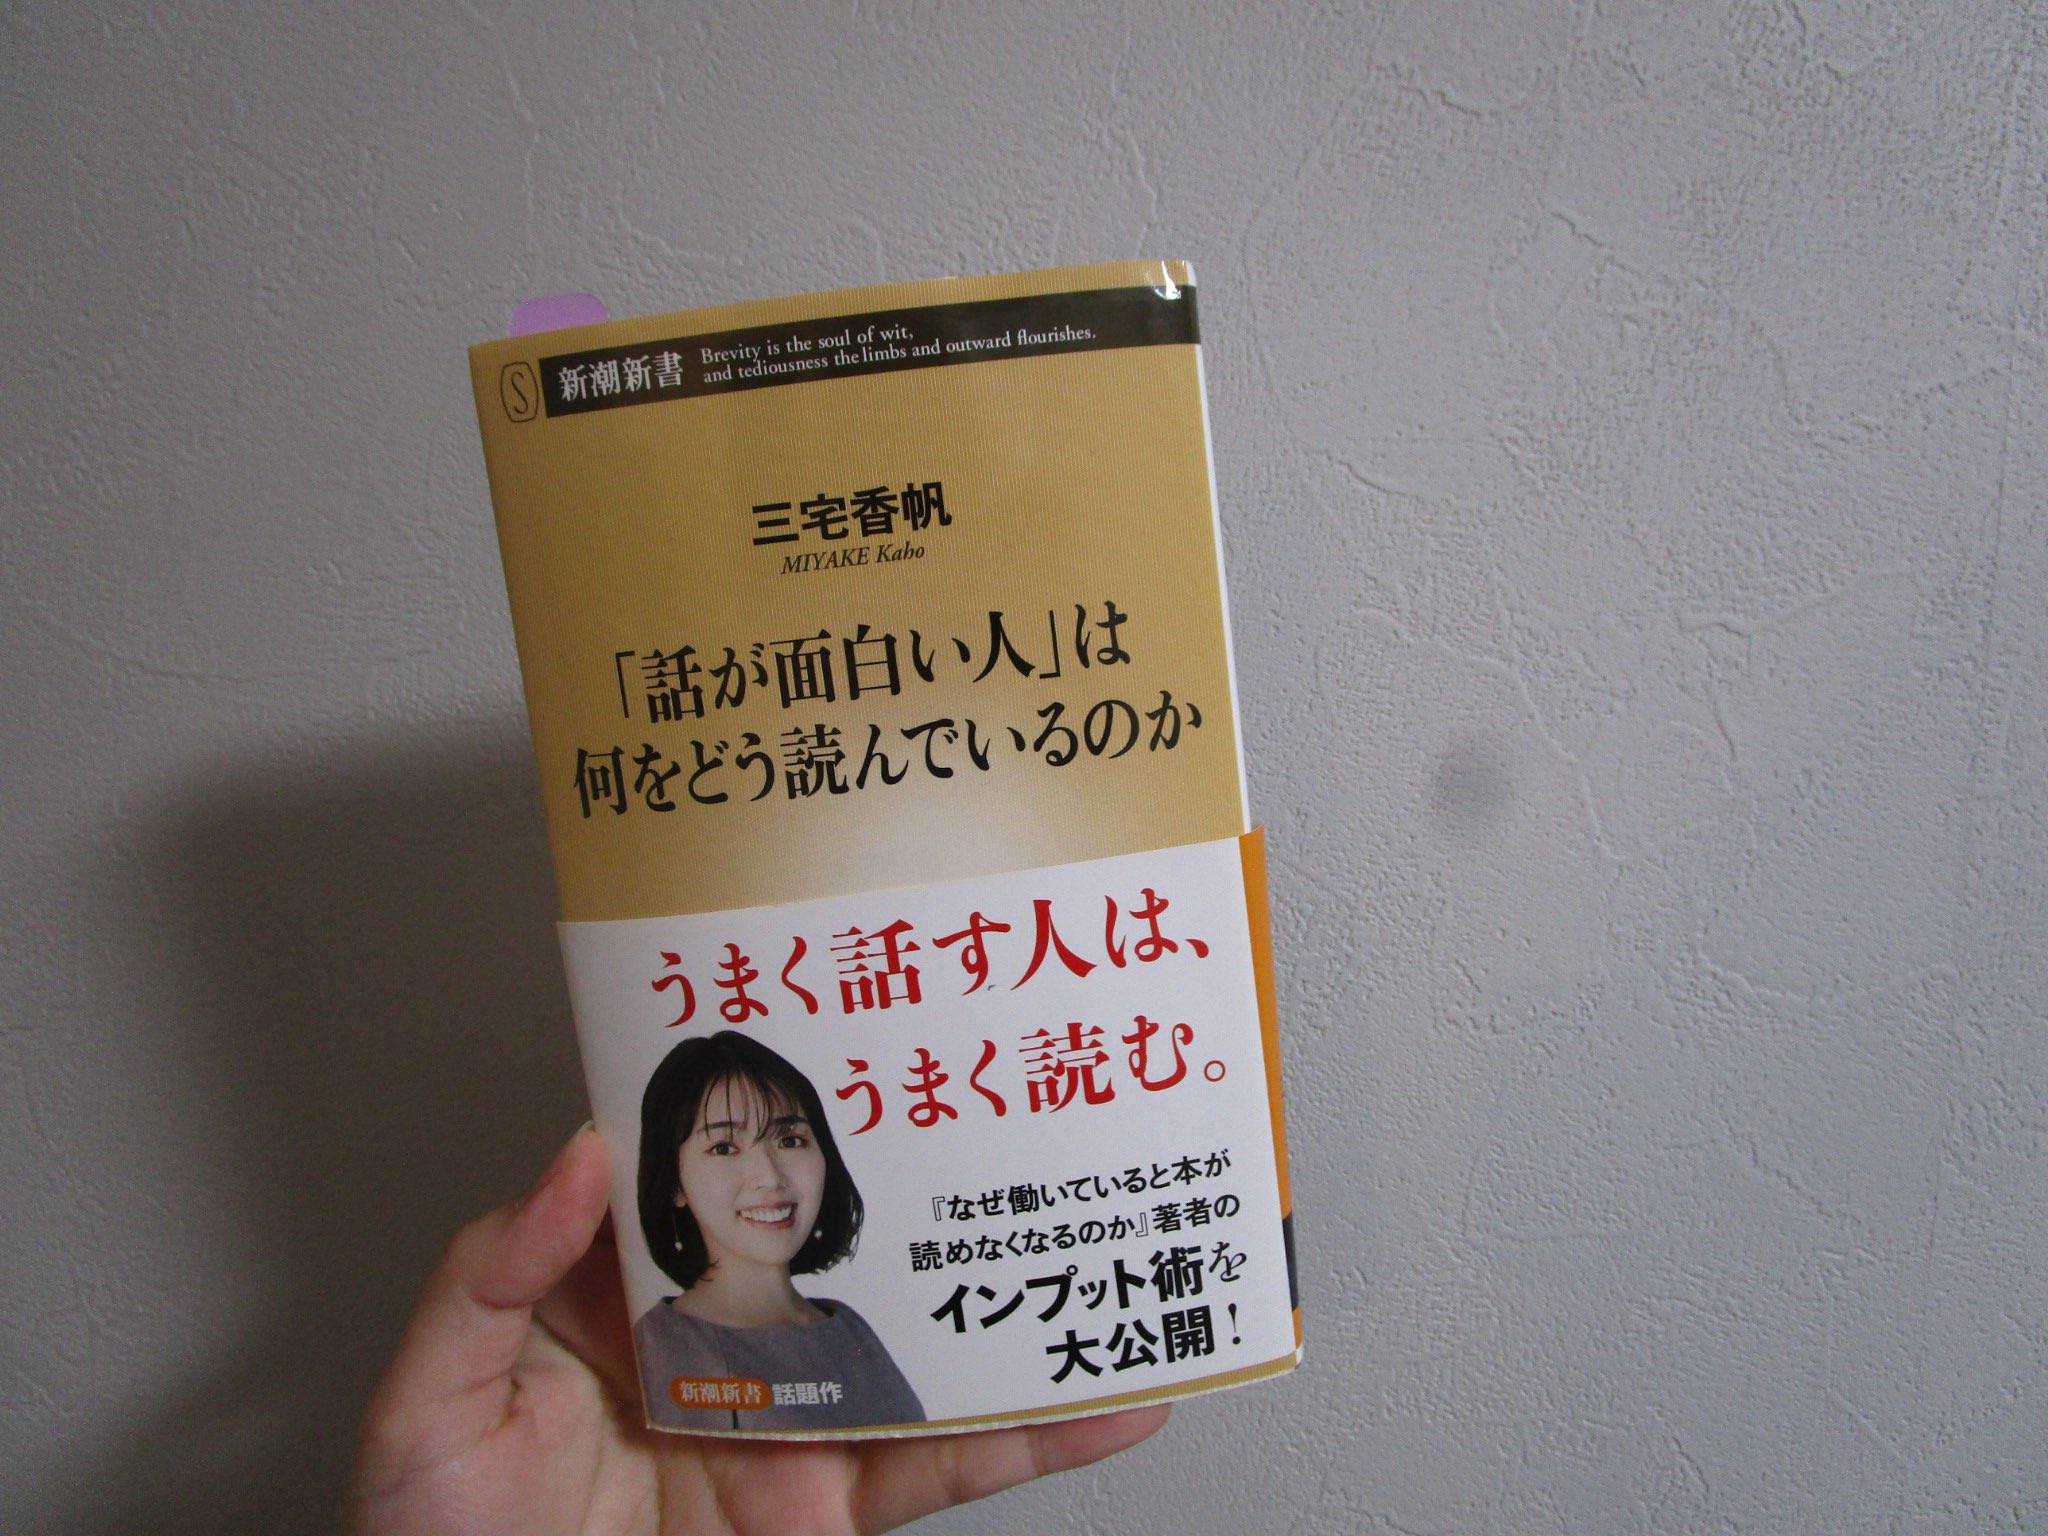 S
新潮新書
Brevity is the soul of wit,
and tediousness the limbs and outward flourishes.
三宅香帆
MIYAKE Kaho
「話が面白い人」は
何をどう読んでいるのか
うまく話す人は、
うまく読む。
『なぜ働いていると本が
読めなくなるのか』著者の
インプット術を
大公開!
新潮新書 話題作